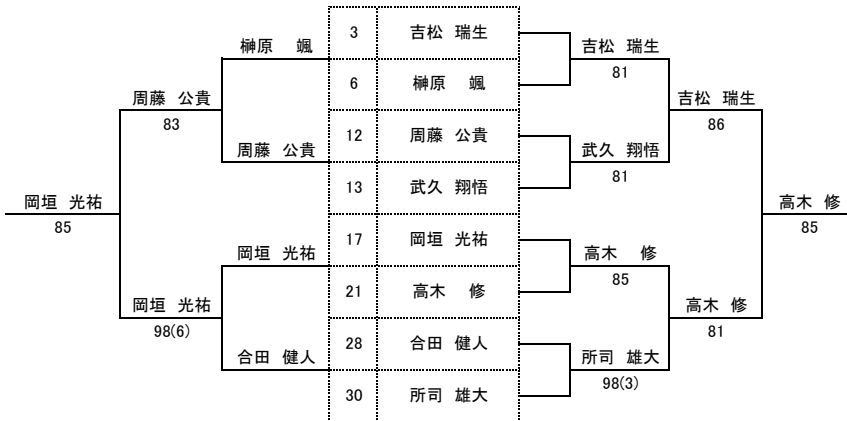 3 吉松 瑞生
榊原 颯
吉松 瑞生
81
6 榊原 颯
周藤 公貴
83
吉松 瑞生
86
12 周藤 公貴
周藤 公貴
武久 翔悟
81
13 武久 翔悟
岡垣 光祐
85
高木 修
85
17 岡垣 光祐
岡垣 光祐
高木 修
85
21 高木 修
岡垣 光祐
98(6)
高木 修
81
28 合田 健人
合田 健人
所司 雄大
98(3)
30 所司 雄大